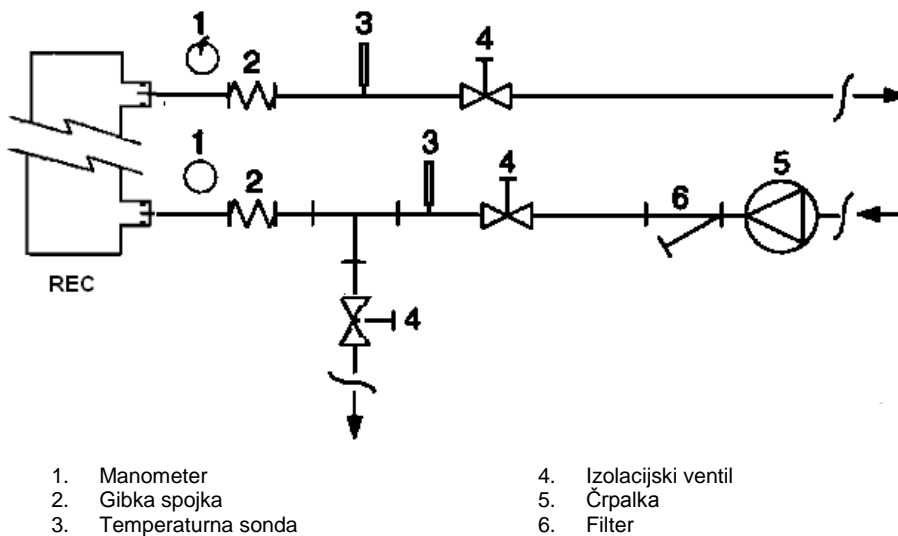 1
2
3
4
1
2
3
4
5
6
REC
4
1. Manometer
2. Gibka spojka
3. Temperaturna sonda
4. Izolacijski ventil
5. Črpalka
6. Filter